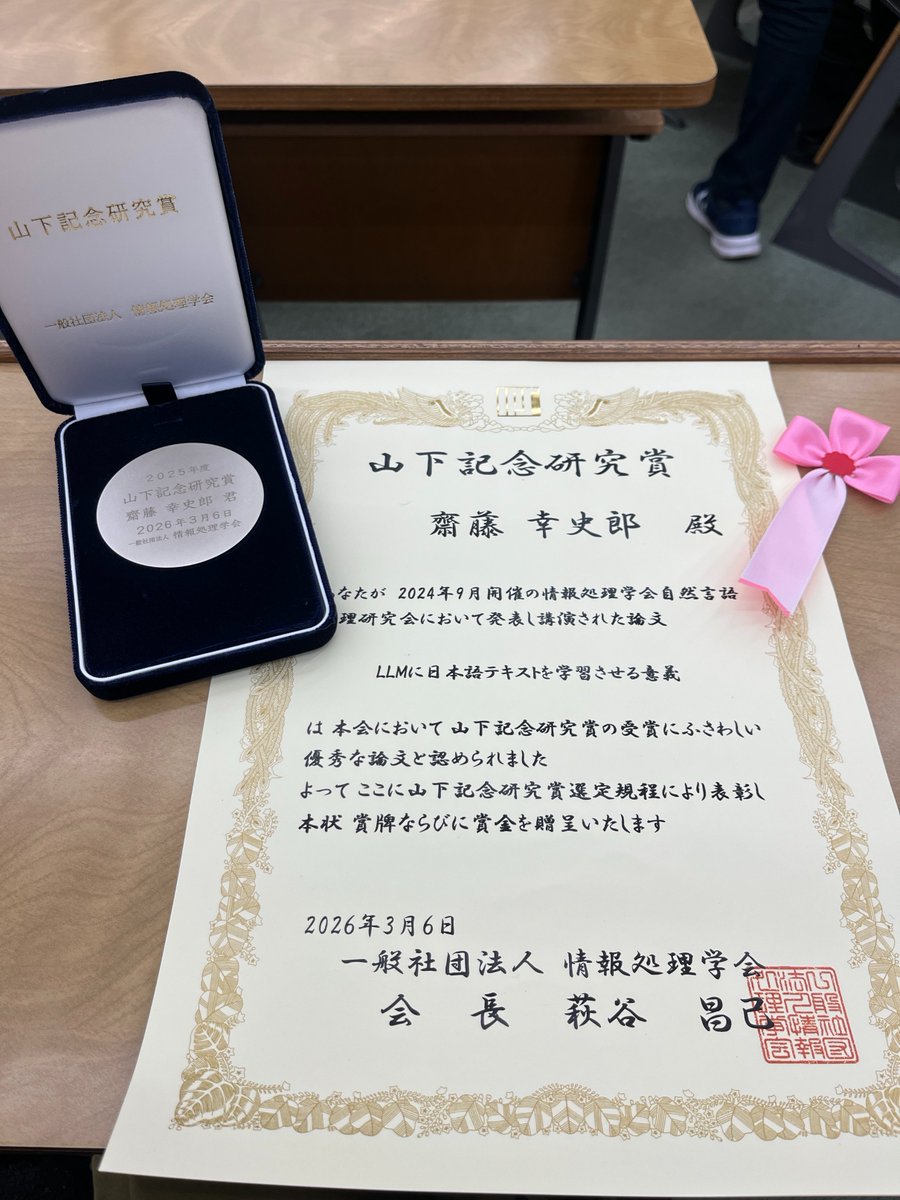 山下記念研究賞
一般社団法人 情報処理学会
2025年度
山下記念研究賞
齋藤 幸史郎 君
2026年3月6日
一般社団法人 情報処理学会
山下記念研究賞
齋藤 幸史郎 殿
なたが 2024年9月開催の情報処理学会自然言語
理研究会において発表し講演された論文
LLMに日本語テキストを学習させる意義
は 本会において 山下記念研究賞の受賞にふさわしい
優秀な論文と認められました
よって ここに山下記念研究賞選定規程により表彰し
本状 賞牌ならびに賞金を贈呈いたします
2026年3月6日
一般社団法人 情報処理学会
会長 萩谷 昌己